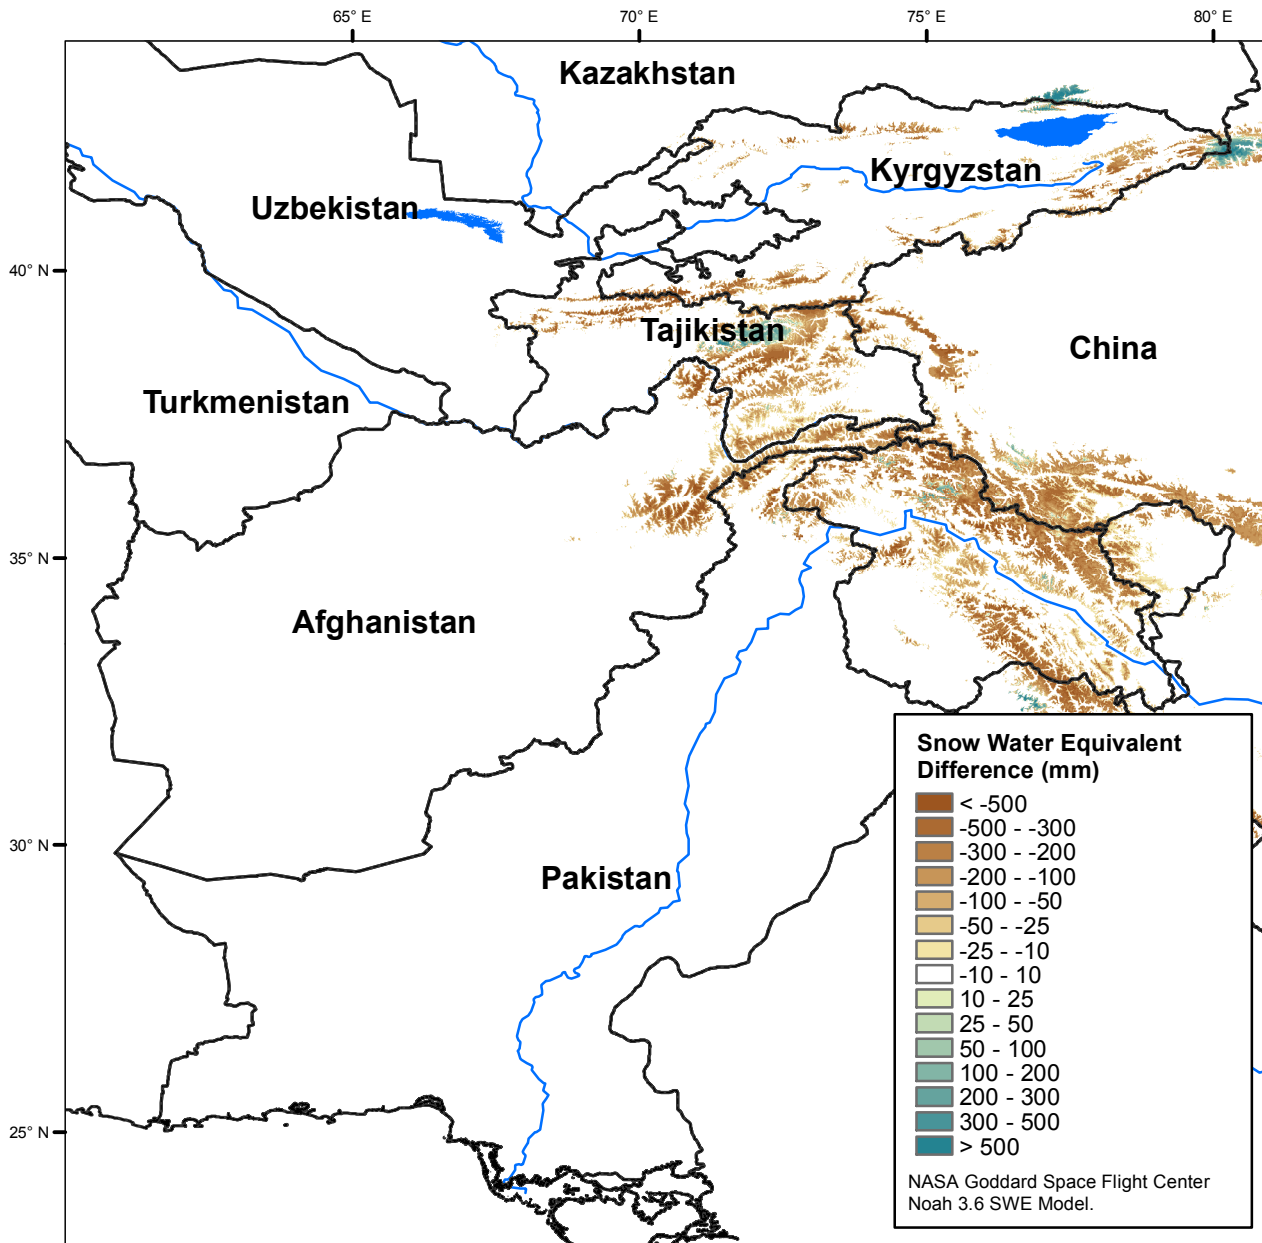 65° E
70° E
75° E
80° E
Kazakhstan
Kyrgyzstan
Uzbekistan
40° N
Tajikistan
China
Turkmenistan
35° N
Afghanistan
30° N
Pakistan
25° N
Snow Water Equivalent
Difference (mm)
< -500
-500 - -300
-300 - -200
-200 - -100
-100 - -50
-50 - -25
-25 - -10
-10 - 10
10 - 25
25 - 50
50 - 100
100 - 200
200 - 300
300 - 500
> 500
NASA Goddard Space Flight Center
Noah 3.6 SWE Model.